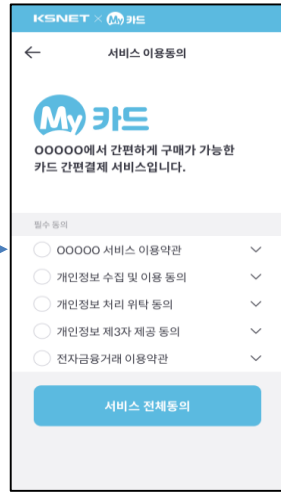 KSNET × My 카드
서비스 이용동의
My 카드
OOOOO에서 간편하게 구매가 가능한
카드 간편결제 서비스입니다.
필수 동의
OOOOO 서비스 이용약관
개인정보 수집 및 이용 동의
개인정보 처리 위탁 동의
개인정보 제3자 제공 동의
전자금융거래 이용약관
서비스 전체동의